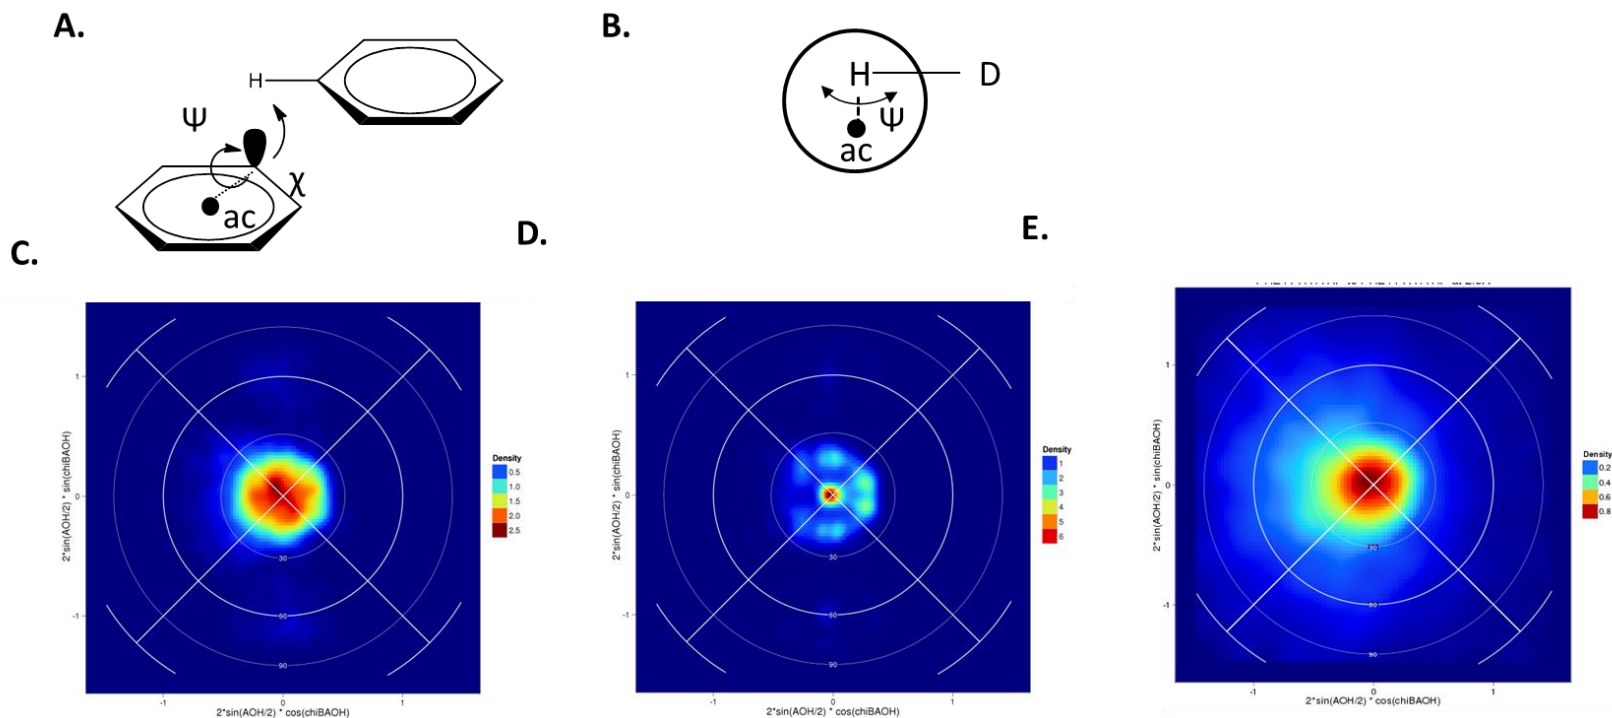 A.
H
Ψ
χ
ac
B.
H
D
Ψ
ac
C.
D.
E.
2*sin(AOH/2) * sin(chiBAOH)
1
0
-1
30
60
90
-1
0
1
2*sin(AOH/2) * cos(chiBAOH)
Density
0.5
1.0
1.5
2.0
2.5
2*sin(AOH/2) * sin(chiBAOH)
1
0
-1
30
60
90
-1
0
1
2*sin(AOH/2) * cos(chiBAOH)
Density
1
2
3
4
5
6
2*sin(AOH/2) * sin(chiBAOH)
1
0
-1
30
60
90
-1
0
1
2*sin(AOH/2) * cos(chiBAOH)
Density
0.2
0.4
0.6
0.8